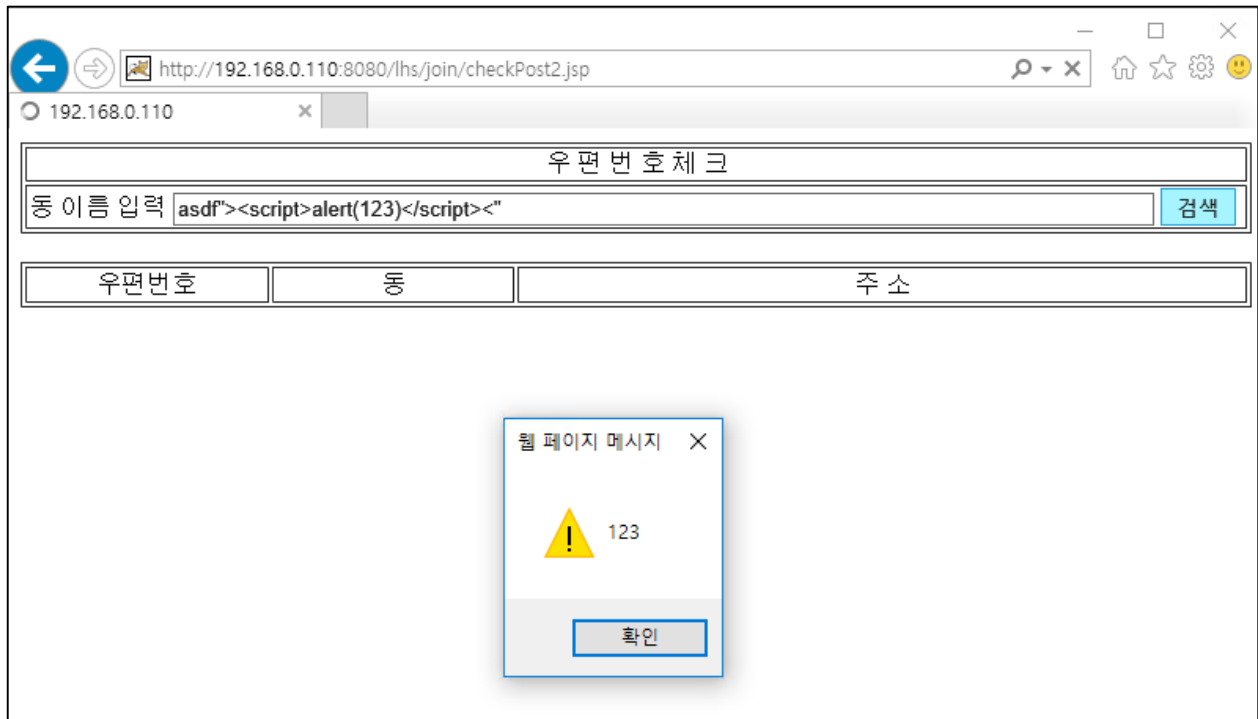 http://192.168.0.110:8080/lhs/join/checkPost2.jsp
192.168.0.110
우 편 번 호 체 크
동 이 름 입 력 asdf"><script>alert(123)</script><" 검색
우편번호 동 주 소
웹 페이지 메시지
123
확인